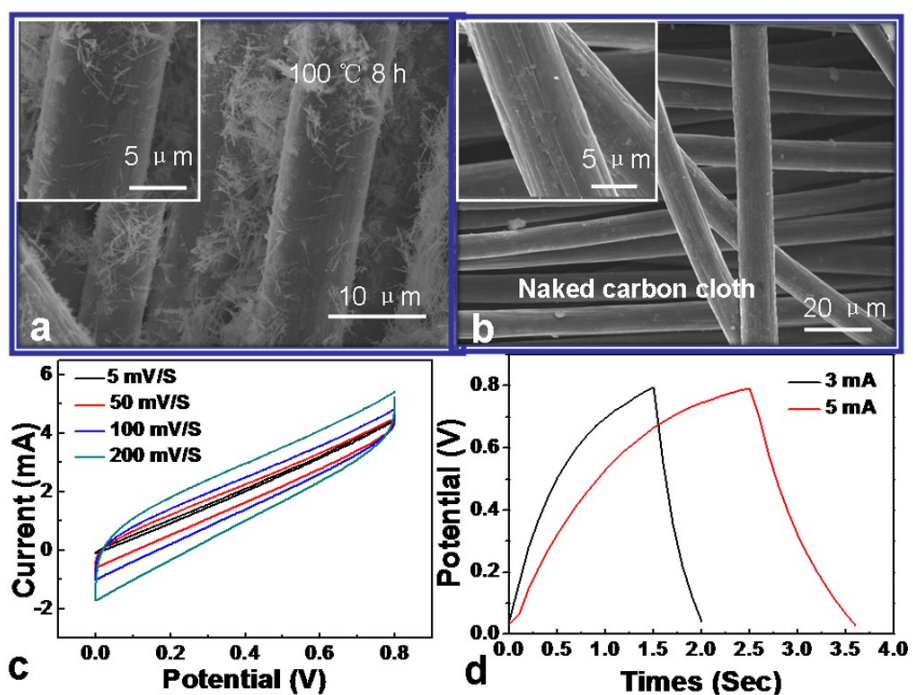 100 ℃ 8 h
5 μm
10 μm
a
5 μm
Naked carbon cloth
20 μm
b
6
4
2
0
-2
Current (mA)
5 mV/S
50 mV/S
100 mV/S
200 mV/S
0.0 0.2 0.4 0.6 0.8
Potential (V)
c
0.8
0.6
0.4
0.2
0.0
Potential (V)
3 mA
5 mA
0.0 0.5 1.0 1.5 2.0 2.5 3.0 3.5 4.0
Times (Sec)
d